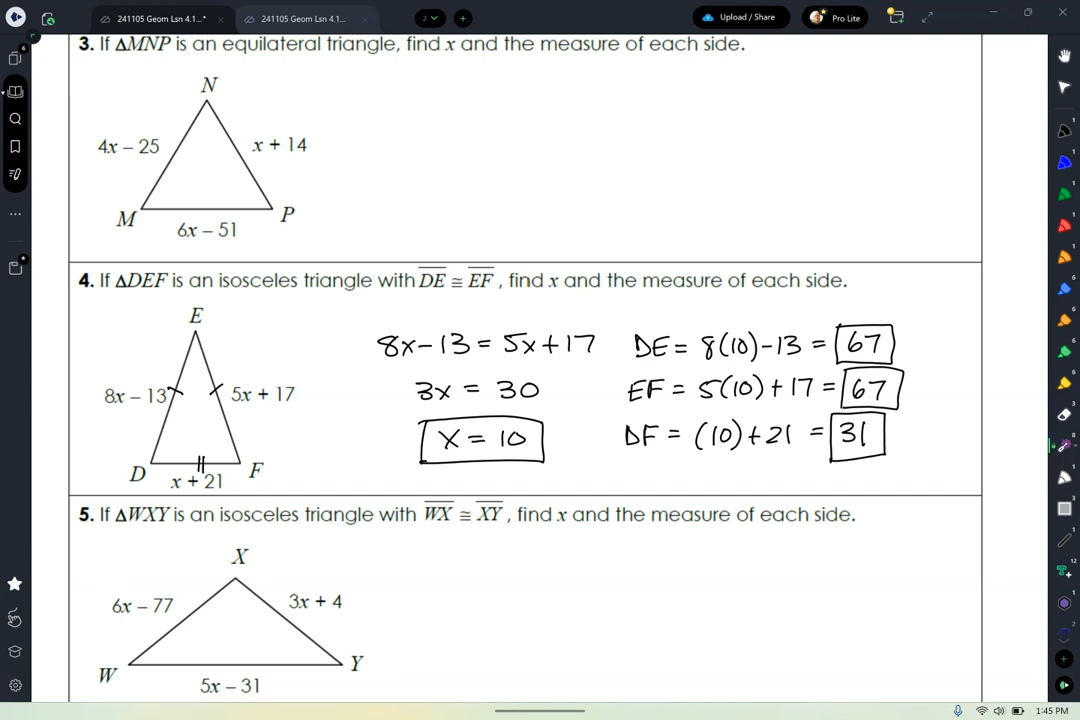 241105 Geom Lsn 4.1...*
241105 Geom Lsn 4.1...
2
Upload / Share
Pro Lite
3. If ΔMNP is an equilateral triangle, find x and the measure of each side.
N
4x – 25
x + 14
M
P
6x – 51
4. If ΔDEF is an isosceles triangle with DE ≅ EF, find x and the measure of each side.
E
8x – 13
5x + 17
D
F
x + 21
8x – 13 = 5x + 17
3x = 30
x = 10
DE = 8(10) – 13 = 67
EF = 5(10) + 17 = 67
DF = (10) + 21 = 31
5. If ΔWXY is an isosceles triangle with WX ≅ XY, find x and the measure of each side.
X
6x – 77
3x + 4
W
Y
5x – 31
1:45 PM